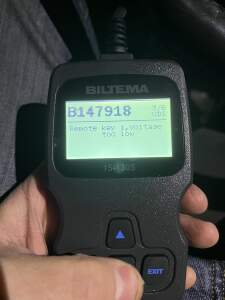 BILTEMA
B147918
Remote key 1,voltage
too low
EXIT